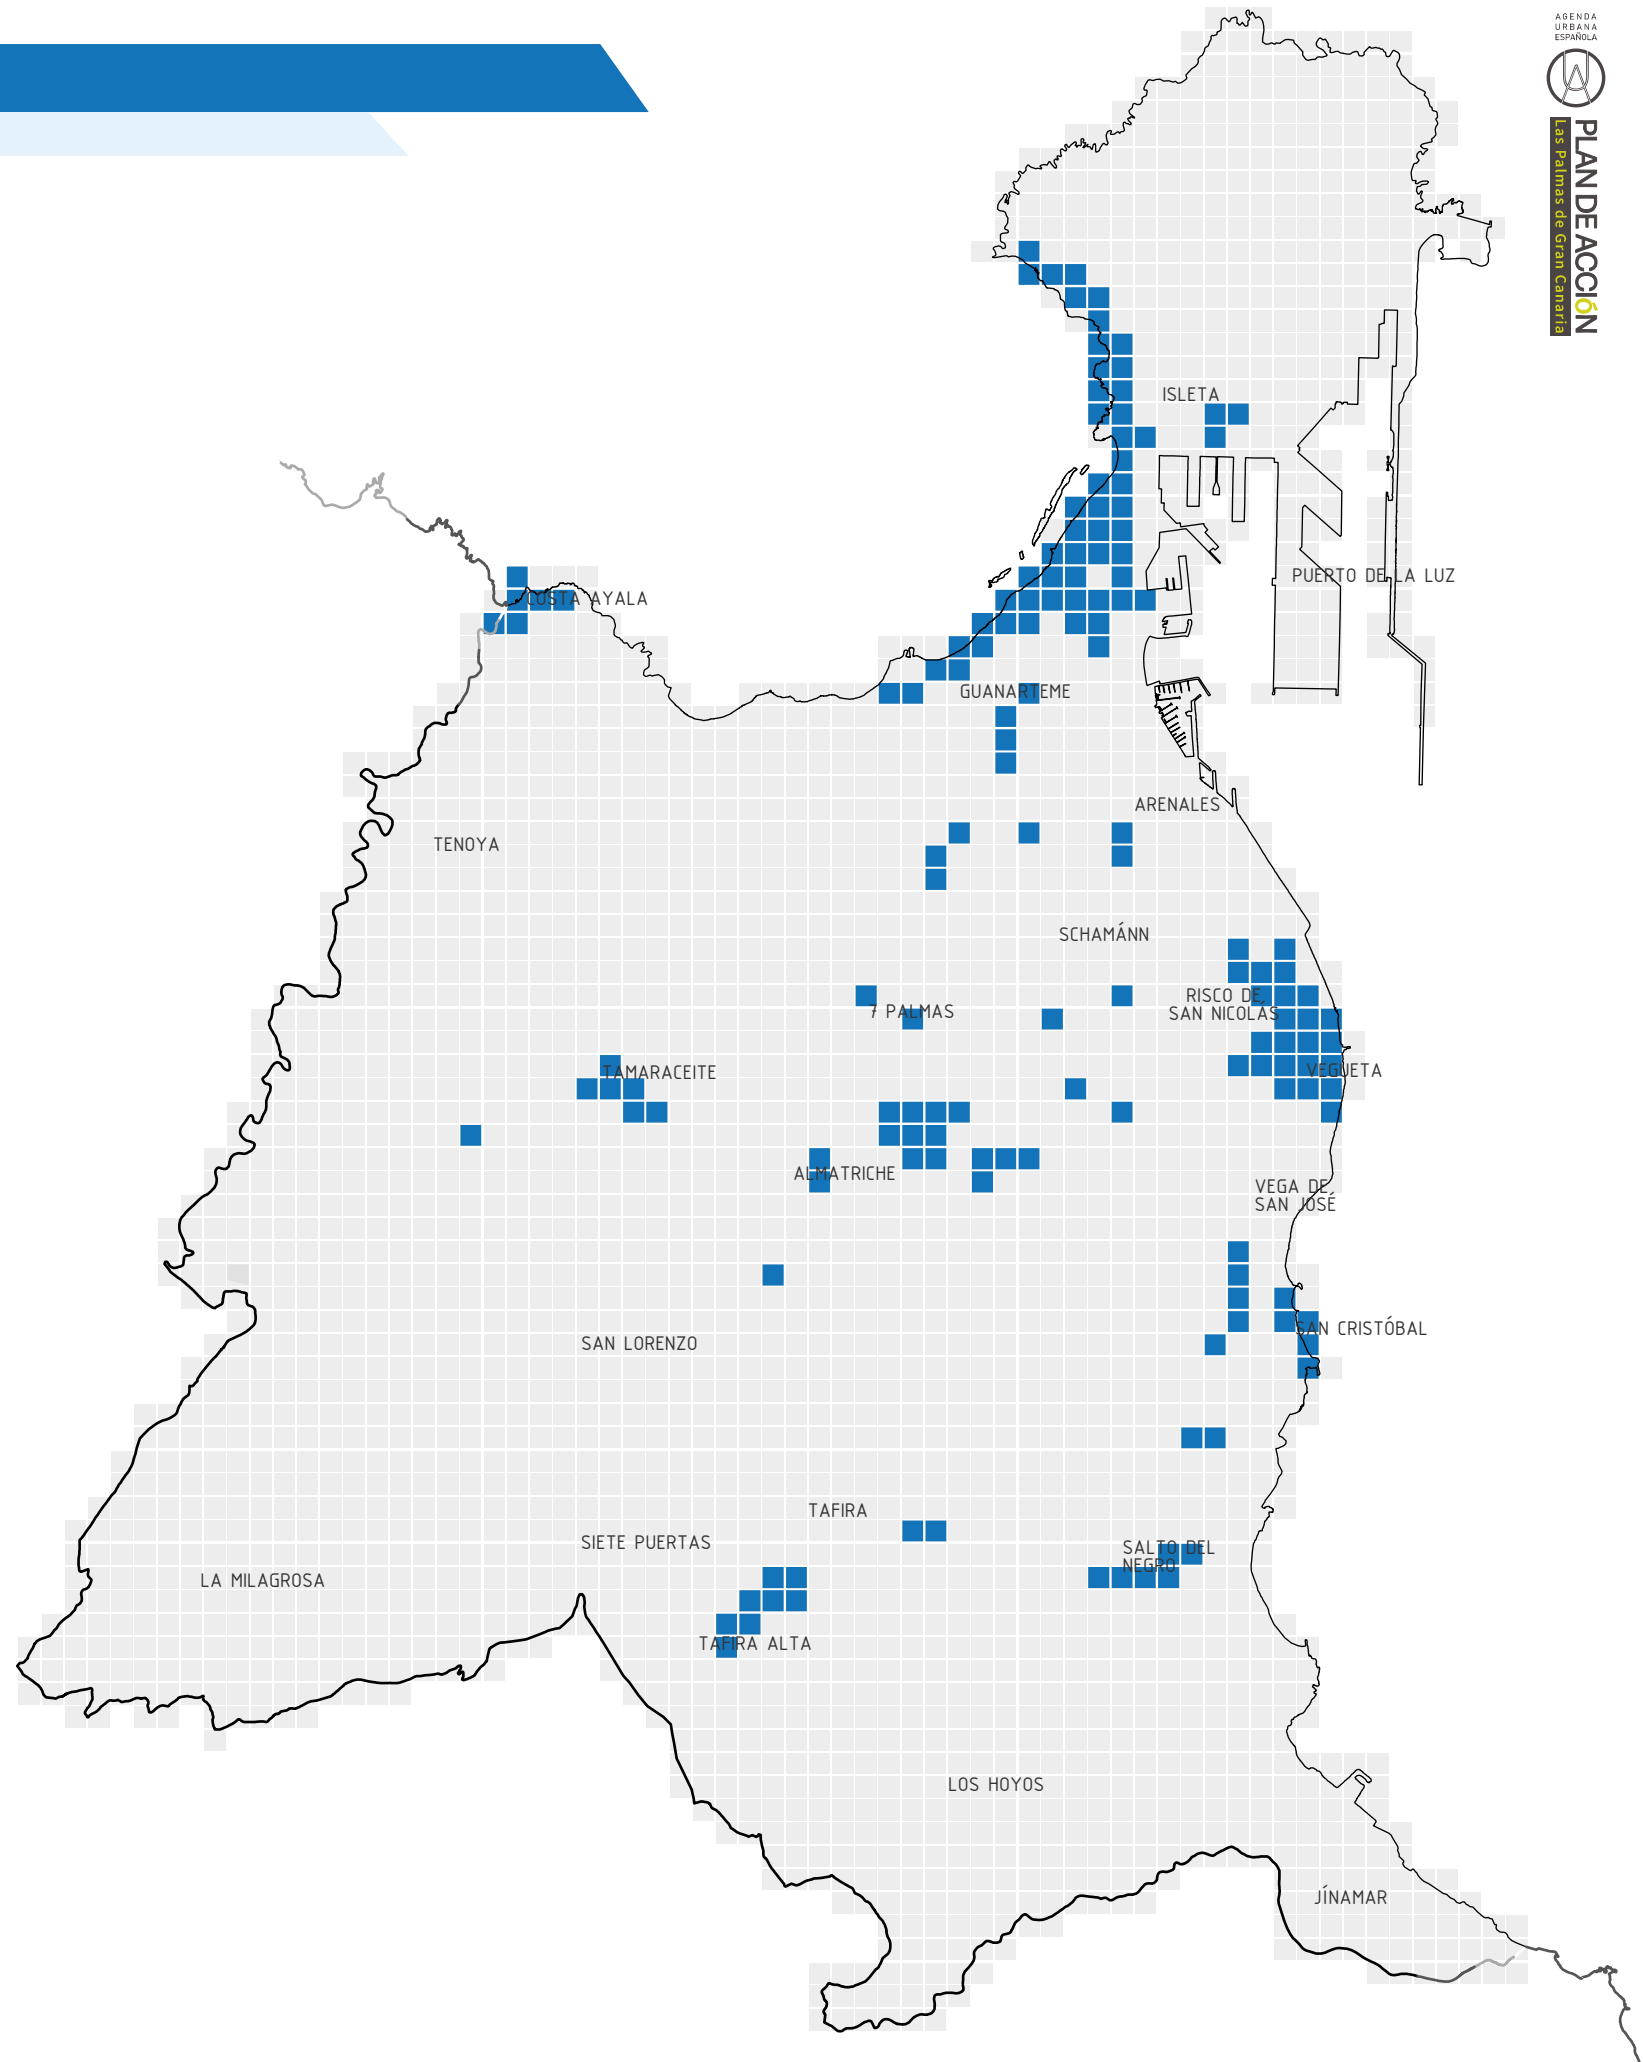 AGENDA
URBANA
ESPAÑOLA
PLAN DE ACCIÓN
Las Palmas de Gran Canaria
ISLETA
PUERTO DE LA LUZ
COSTA AYALA
GUANARTEME
ARENALES
TENOYA
SCHAMÁNN
RISCO DE
SAN NICOLÁS
7 PALMAS
VEGUETA
TAMARACEITE
ALMATRICHE
VEGA DE
SAN JOSÉ
SAN CRISTÓBAL
SAN LORENZO
TAFIRA
SIETE PUERTAS
SALTO DEL
NEGRO
LA MILAGROSA
TAFIRA ALTA
LOS HOYOS
JÍNAMAR